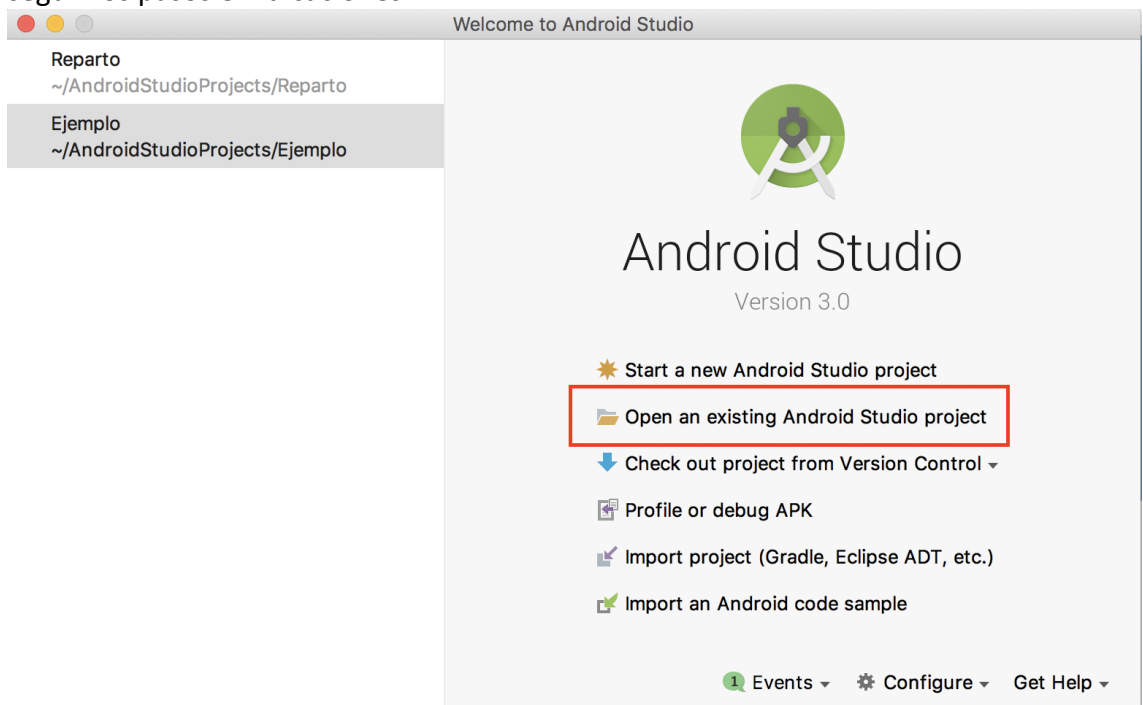 Welcome to Android Studio
Reparto
~/AndroidStudioProjects/Reparto
Ejemplo
~/AndroidStudioProjects/Ejemplo
Android Studio
Version 3.0
Start a new Android Studio project
Open an existing Android Studio project
Check out project from Version Control
Profile or debug APK
Import project (Gradle, Eclipse ADT, etc.)
Import an Android code sample
1 Events Configure Get Help